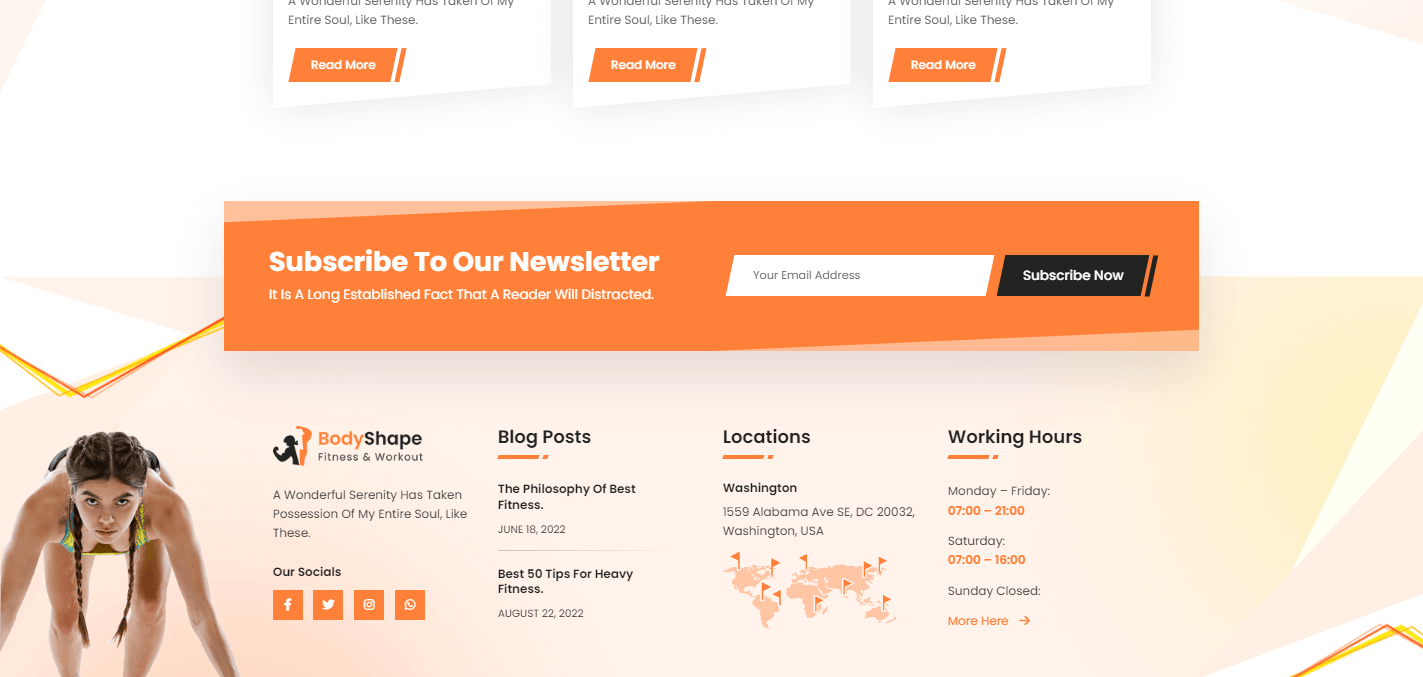 A Wonderful Serenity Has Taken Of My
Entire Soul, Like These.
Read More
A Wonderful Serenity Has Taken Of My
Entire Soul, Like These.
Read More
A Wonderful Serenity Has Taken Of My
Entire Soul, Like These.
Read More
Subscribe To Our Newsletter
It Is A Long Established Fact That A Reader Will Distracted.
Your Email Address
Subscribe Now
BodyShape
Fitness & Workout
A Wonderful Serenity Has Taken
Possession Of My Entire Soul, Like
These.
Our Socials
Blog Posts
The Philosophy Of Best
Fitness.
JUNE 18, 2022
Best 50 Tips For Heavy
Fitness.
AUGUST 22, 2022
Locations
Washington
1559 Alabama Ave SE, DC 20032,
Washington, USA
Working Hours
Monday – Friday:
07:00 – 21:00
Saturday:
07:00 – 16:00
Sunday Closed:
More Here